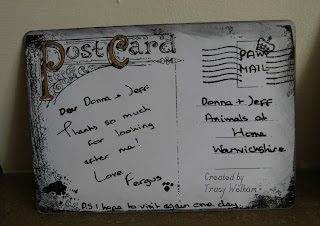 Post Card
PAW
MAIL
Dear Donna + Jeff
Thanks so much
for looking
after me!
Love
Fergus
Donna + Jeff
Animals at
Home
Warwickshire
Created by
Tracy Welham
P.S I hope to visit again one day.